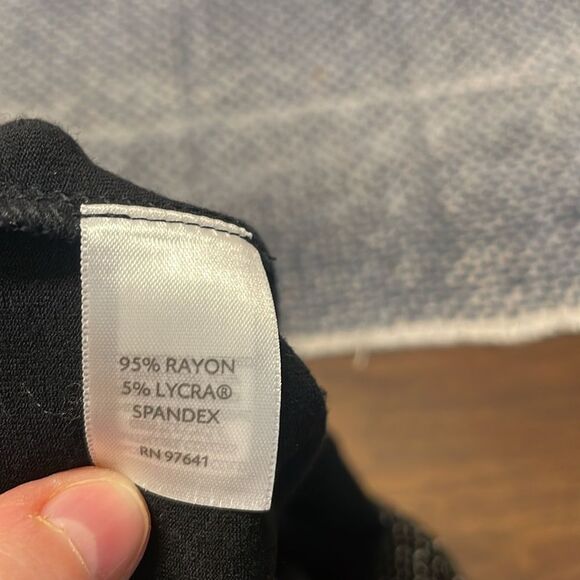 95% RAYON
5% LYCRA®
SPANDEX
RN 97641